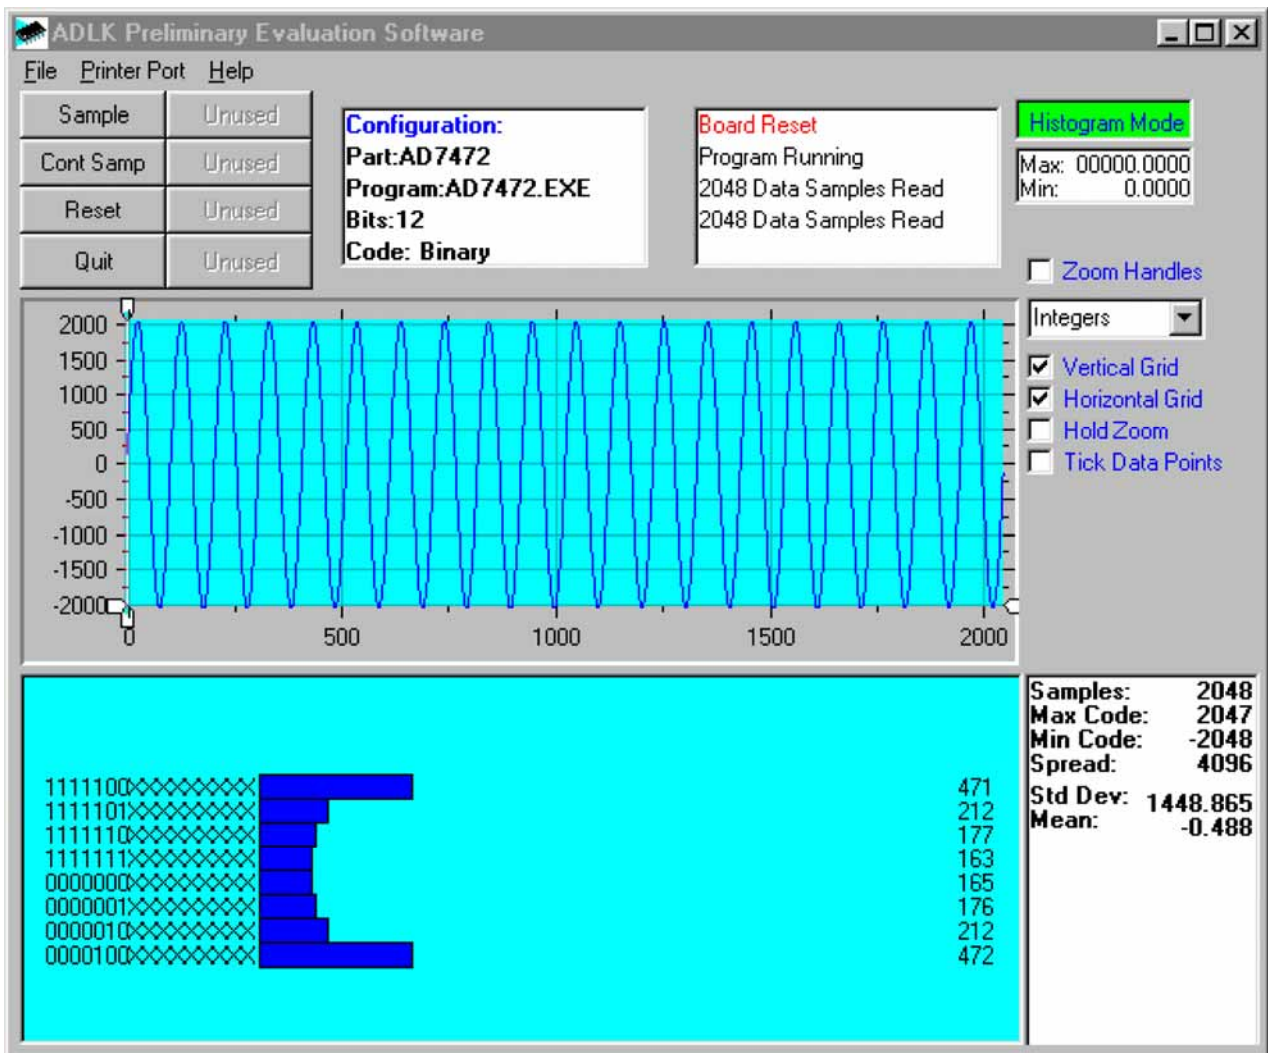 ADLK Preliminary Evaluation Software
File Printer Port Help
Sample Unused
Cont Samp Unused
Reset Unused
Quit Unused
Configuration:
Part:AD7472
Program:AD7472.EXE
Bits:12
Code: Binary
Board Reset
Program Running
2048 Data Samples Read
2048 Data Samples Read
Histogram Mode
Max: 00000.0000
Min: 0.0000
Zoom Handles
Integers
Vertical Grid
Horizontal Grid
Hold Zoom
Tick Data Points
2000
1500
1000
500
0
-500
-1000
-1500
-2000
0 500 1000 1500 2000
1111100XXXXXXXXX 471
1111101XXXXXXXXX 212
1111110XXXXXXXXX 177
1111111XXXXXXXXX 163
0000000XXXXXXXXX 165
0000001XXXXXXXXX 176
0000010XXXXXXXXX 212
0000100XXXXXXXXX 472
Samples: 2048
Max Code: 2047
Min Code: -2048
Spread: 4096
Std Dev: 1448.865
Mean: -0.488